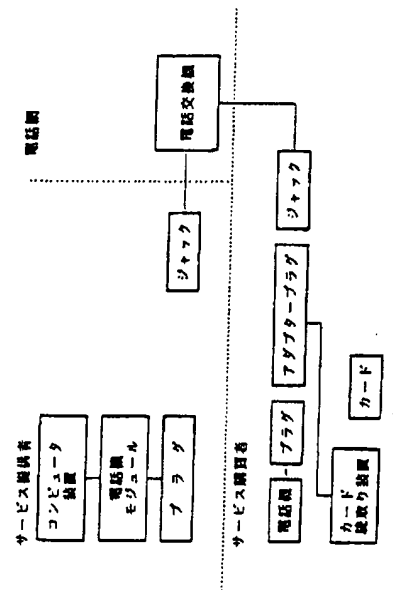 電話網
電話交換機
ジャック
サービス提供者
コンピュータ
装置
電話機
モジュール
プラグ
サービス購買者
電話機
プラグ
アダプタープラグ
ジャック
カード
読取り装置
カード